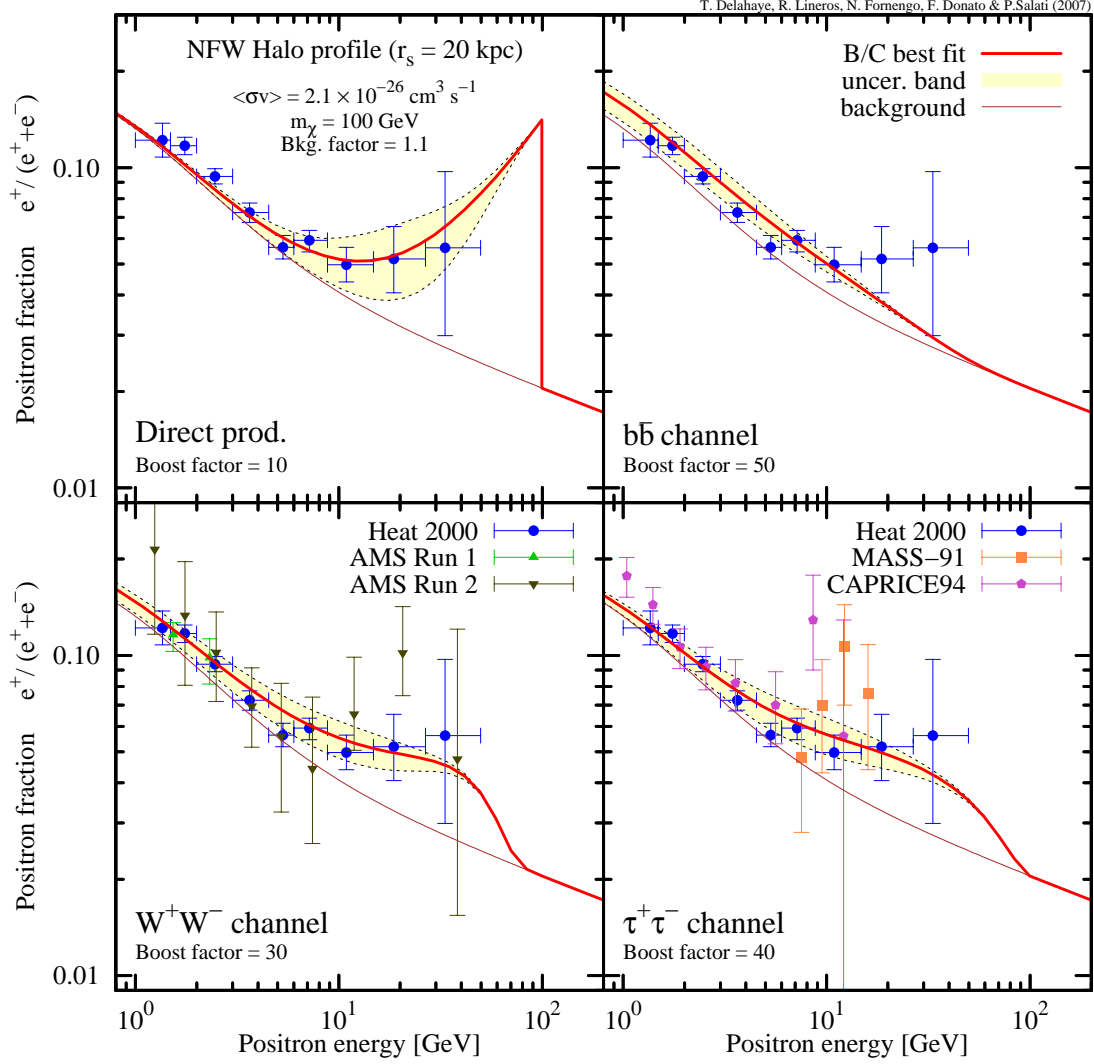 T. Delahaye, R. Lineros, N. Fornengo, F. Donato & P.Salati (2007)
NFW Halo profile (r_s = 20 kpc)
<σv> = 2.1 × 10^−26 cm^3 s^−1
m_χ = 100 GeV
Bkg. factor = 1.1
Positron fraction e^+/(e^++e^−)
0.10
0.01
Direct prod.
Boost factor = 10
B/C best fit
uncer. band
background
bb̄ channel
Boost factor = 50
Heat 2000
AMS Run 1
AMS Run 2
Positron fraction e^+/(e^++e^−)
0.10
0.01
W^+W^− channel
Boost factor = 30
10^0 10^1 10^2
Positron energy [GeV]
Heat 2000
MASS−91
CAPRICE94
τ^+τ^− channel
Boost factor = 40
10^0 10^1 10^2
Positron energy [GeV]